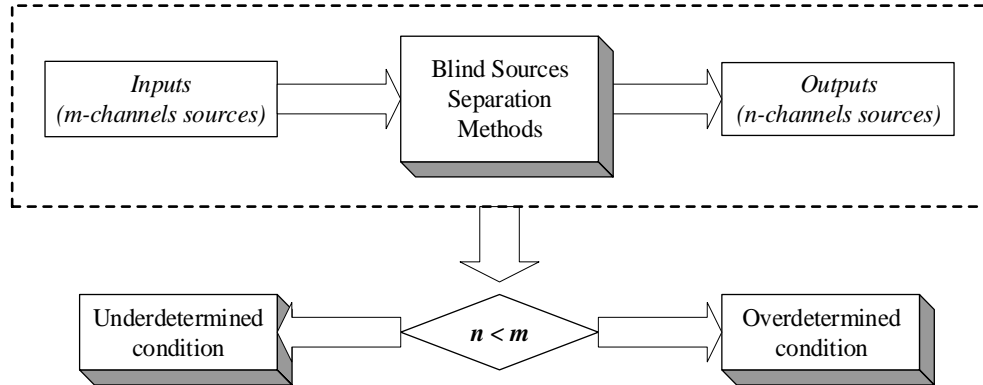 Inputs
(m-channels sources)
Blind Sources
Separation
Methods
Outputs
(n-channels sources)
Underdetermined
condition
n < m
Overdetermined
condition